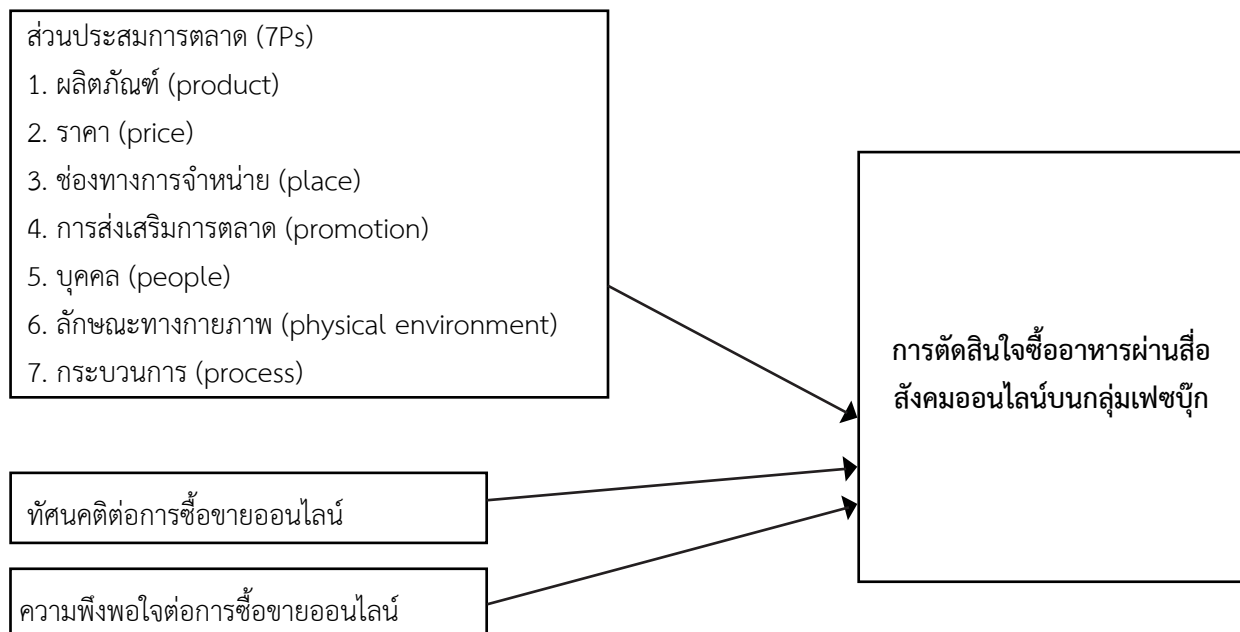 ส่วนประสมการตลาด (7Ps)
1. ผลิตภัณฑ์ (product)
2. ราคา (price)
3. ช่องทางการจำหน่าย (place)
4. การส่งเสริมการตลาด (promotion)
5. บุคคล (people)
6. ลักษณะทางกายภาพ (physical environment)
7. กระบวนการ (process)
ทัศนคติต่อการซื้อขายออนไลน์
ความพึงพอใจต่อการซื้อขายออนไลน์
การตัดสินใจซื้ออาหารผ่านสื่อ
สังคมออนไลน์บนกลุ่มเฟซบุ๊ก